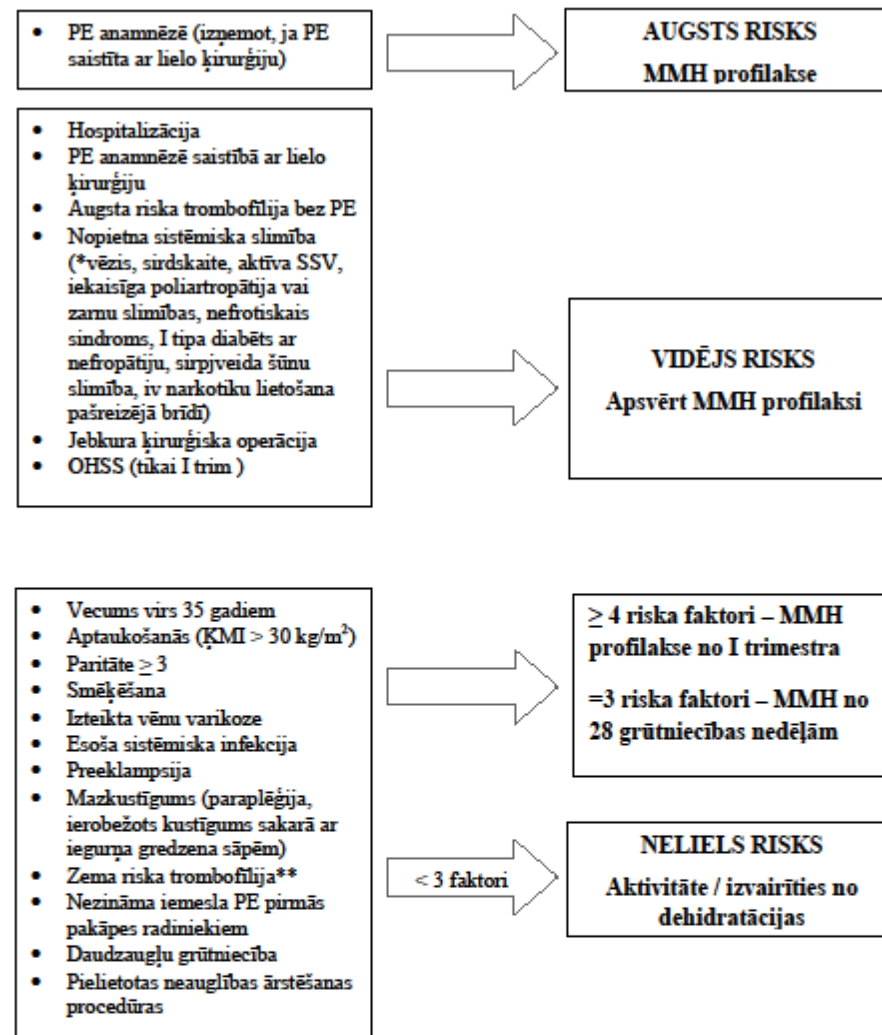 • PE anamnēzē (izņemot, ja PE
saistīta ar lielo ķirurģiju)
AUGSTS RISKS
MMH profilakse
• Hospitalizācija
• PE anamnēzē saistībā ar lielo
ķirurģiju
• Augsta riska trombofīlija bez PE
• Nopietna sistēmiska slimība
(*vēzis, sirdskaite, aktīva SSV,
iekaisīga poliartropātija vai
zarnu slimības, nefrotiskais
sindroms, I tipa diabēts ar
nefropātiju, sirpjveida šūnu
slimība, iv narkotiku lietošana
pašreizējā brīdī)
• Jebkura ķirurģiska operācija
• OHSS (tikai I trim )
VIDĒJS RISKS
Apsvērt MMH profilaksi
• Vecums virs 35 gadiem
• Aptaukošanās (ĶMI > 30 kg/m²)
• Paritāte ≥ 3
• Smēķēšana
• Izteikta vēnu varikoze
• Esoša sistēmiska infekcija
• Preeklampsija
• Mazkustīgums (paraplēģija,
ierobežots kustīgums sakarā ar
iegurņa gredzena sāpēm)
• Zema riska trombofīlija**
• Nezināma iemesla PE pirmās
pakāpes radiniekiem
• Daudzaugļu grūtniecība
• Pielietotas neauglības ārstēšanas
procedūras
≥ 4 riska faktori – MMH
profilakse no I trimestra
=3 riska faktori – MMH no
28 grūtniecības nedēļām
< 3 faktori
NELIELS RISKS
Aktivitāte / izvairīties no
dehidratācijas